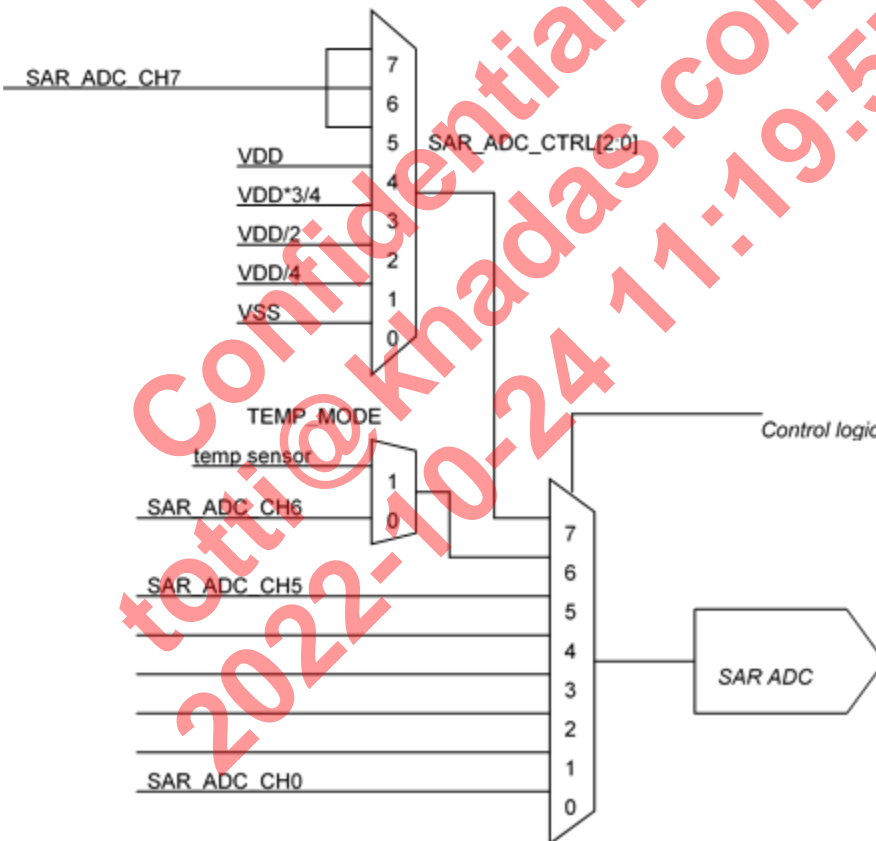 SAR_ADC_CH7
7
6
5
4
3
2
1
0
SAR_ADC_CTRL[2:0]
VDD
VDD*3/4
VDD/2
VDD/4
VSS
TEMP_MODE
temp sensor
1
0
SAR_ADC_CH6
Control logic
SAR_ADC_CH5
SAR_ADC_CH0
7
6
5
4
3
2
1
0
SAR ADC
Confidential
totti@khadas.com
2022-10-24 11:19:5